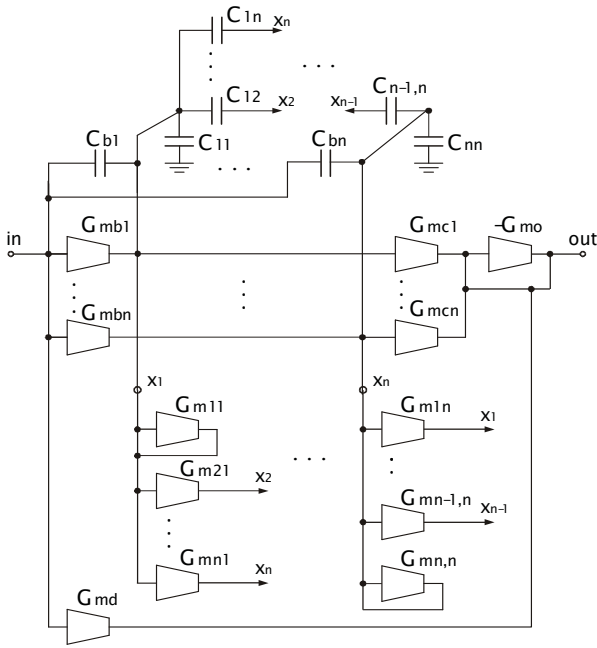 C1n xn
C12 x2 xn-1 Cn-1,n
Cb1 C11 Cbn Cnn
in Gmb1 Gmc1 -Gmo out
Gmbn Gmcn
x1 xn
Gm11 Gm1n x1
Gm21 x2
Gmn-1,n xn-1
Gmn1 xn Gmn,n
Gmd